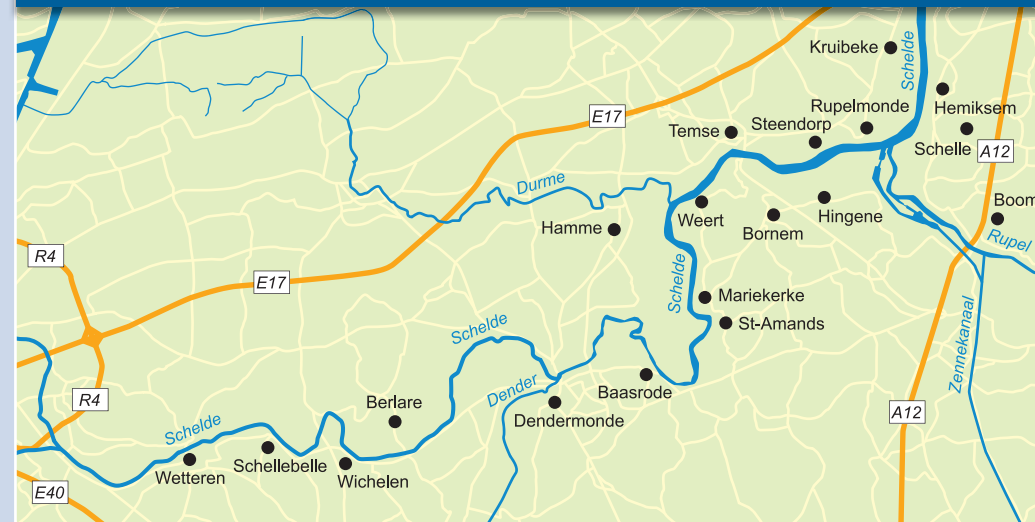 Kruibeke
Schelde
Rupelmonde
Hemiksem
E17
Temse
Steendorp
Schelle
A12
Durme
Weert
Hingene
Boom
Hamme
Bornem
Rupel
R4
E17
Schelde
Mariekerke
St-Amands
Schelde
Zennekanaal
Dender
Baasrode
R4
Berlare
Dendermonde
A12
Schelde
Schellebelle
Wetteren
Wichelen
E40